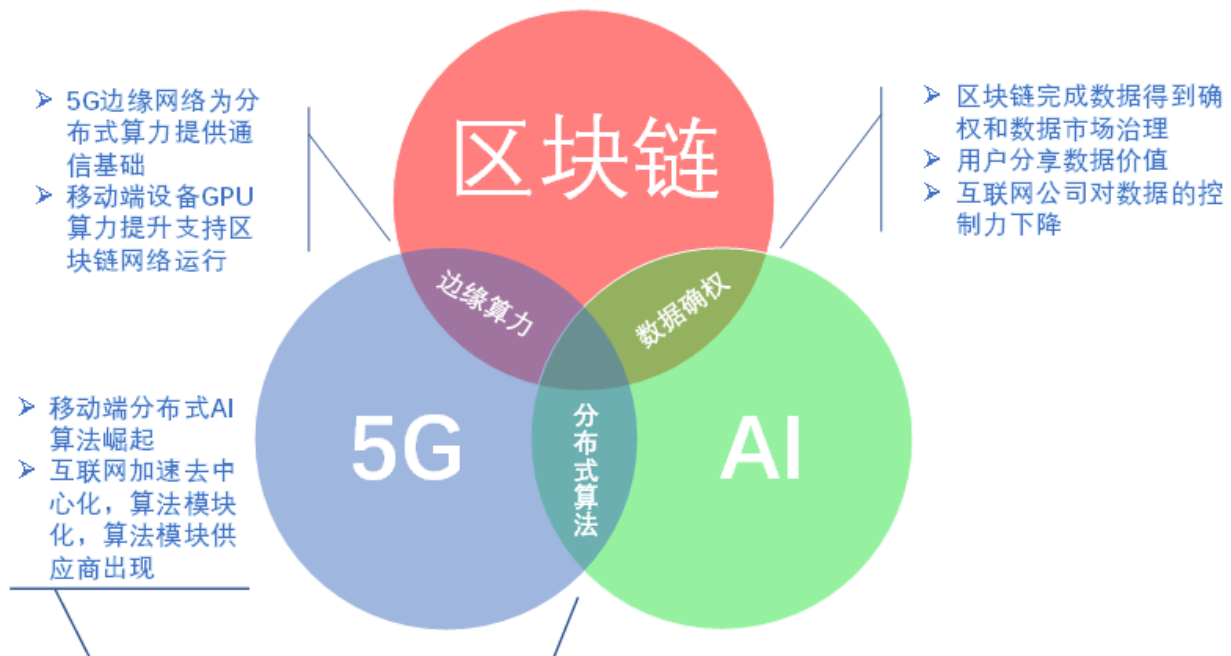 区块链
➢ 5G边缘网络为分
布式算力提供通
信基础
➢ 移动端设备GPU
算力提升支持区
块链网络运行
➢ 区块链完成数据得到确
权和数据市场治理
➢ 用户分享数据价值
➢ 互联网公司对数据的控
制力下降
边缘算力
数据确权
➢ 移动端分布式AI
算法崛起
➢ 互联网加速去中
心化，算法模块
化，算法模块供
应商出现
5G
分布式算法
AI